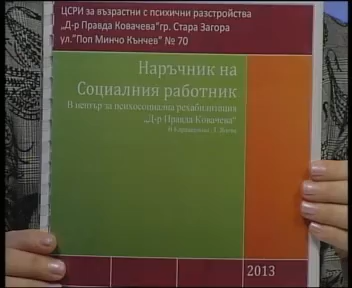 ЦСРИ за възрастни с психични разстройства
„Д-р Правда Ковачева“гр. Стара Загора
ул."Поп Минчо Кънчев" № 70
Наръчник на
Социалния работник
В център за психосоциална рехабилитация
„Д-р Правда Ковачева“
2013